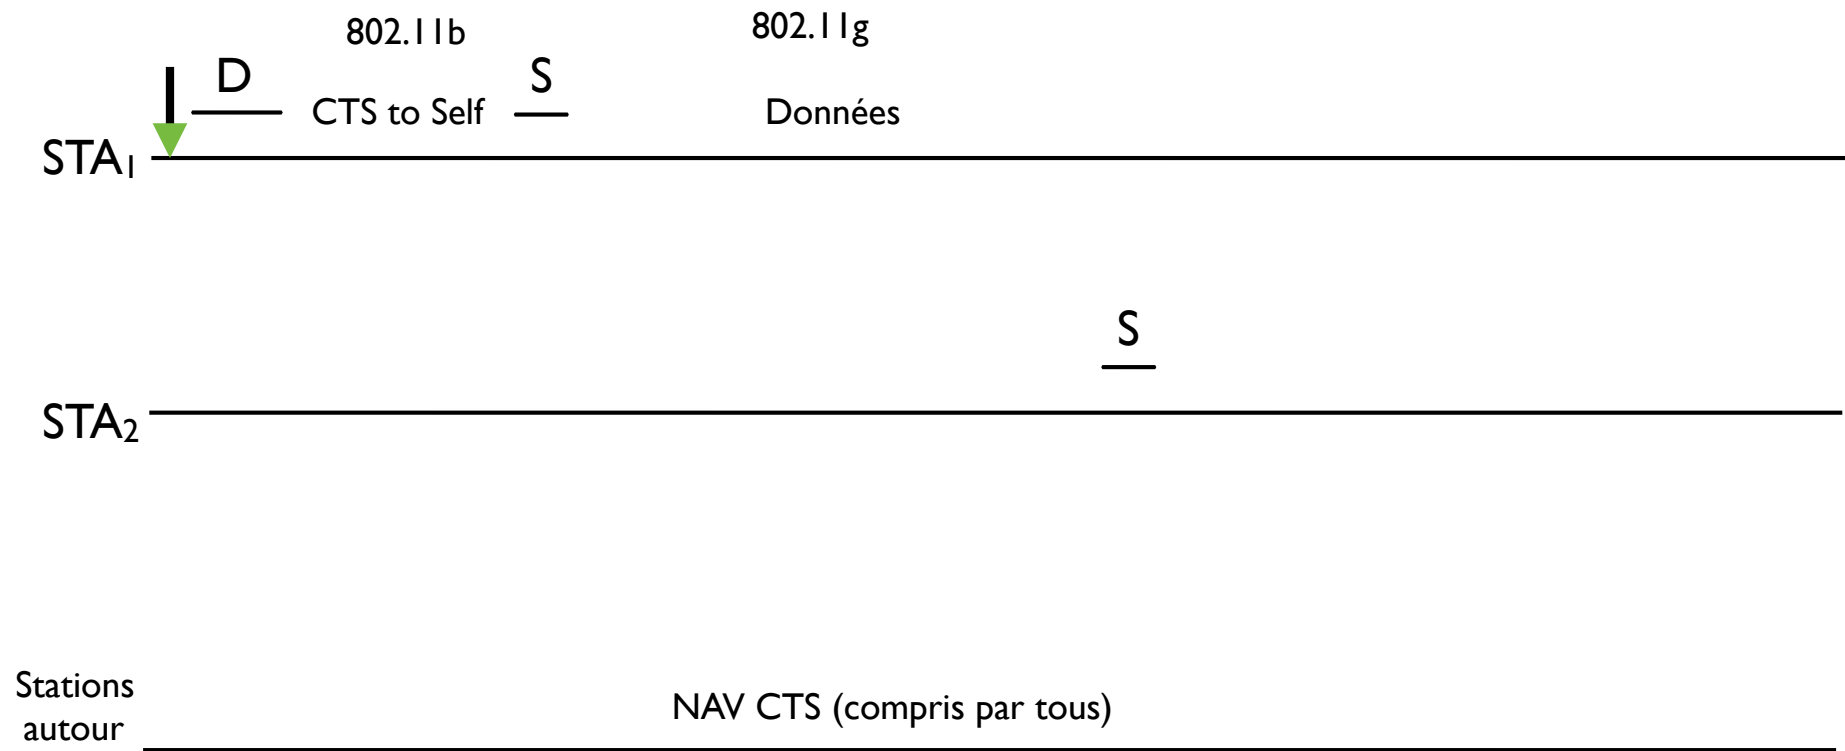 802.11b
802.11g
D
S
CTS to Self
Données
STA₁
S
STA₂
Stations
autour
NAV CTS (compris par tous)